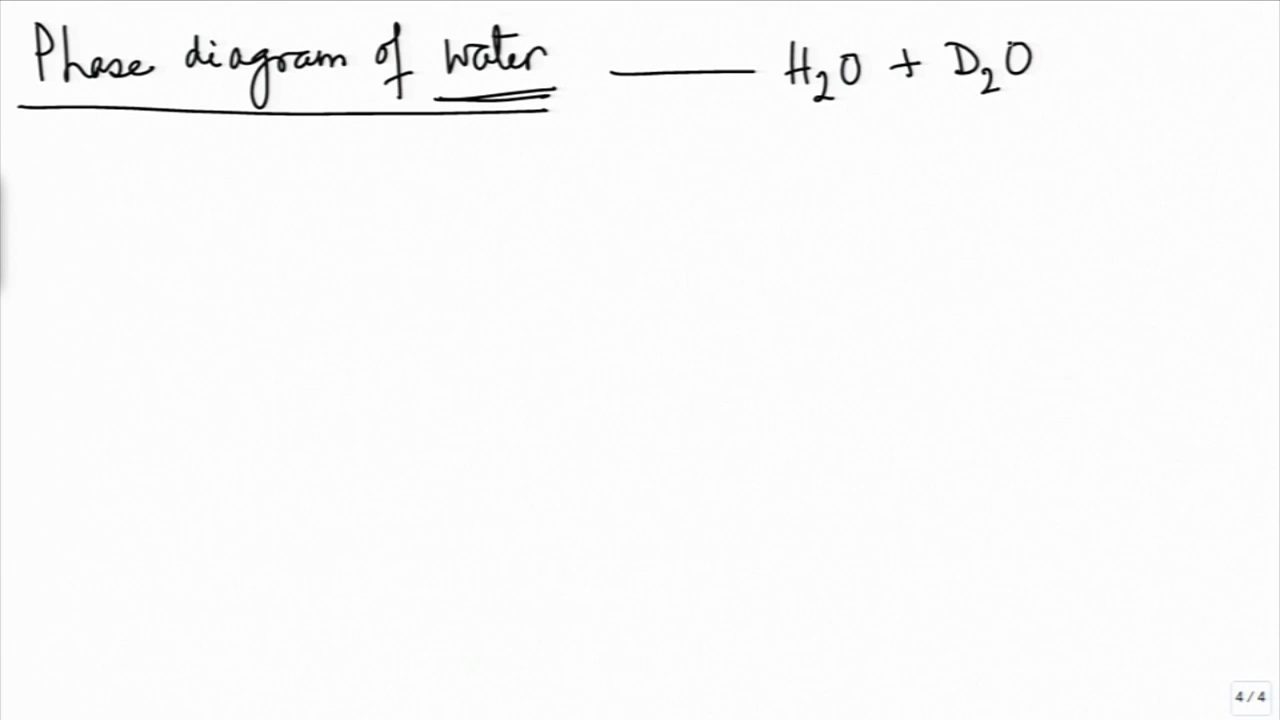 Phase diagram of water — H₂O + D₂O
4/4